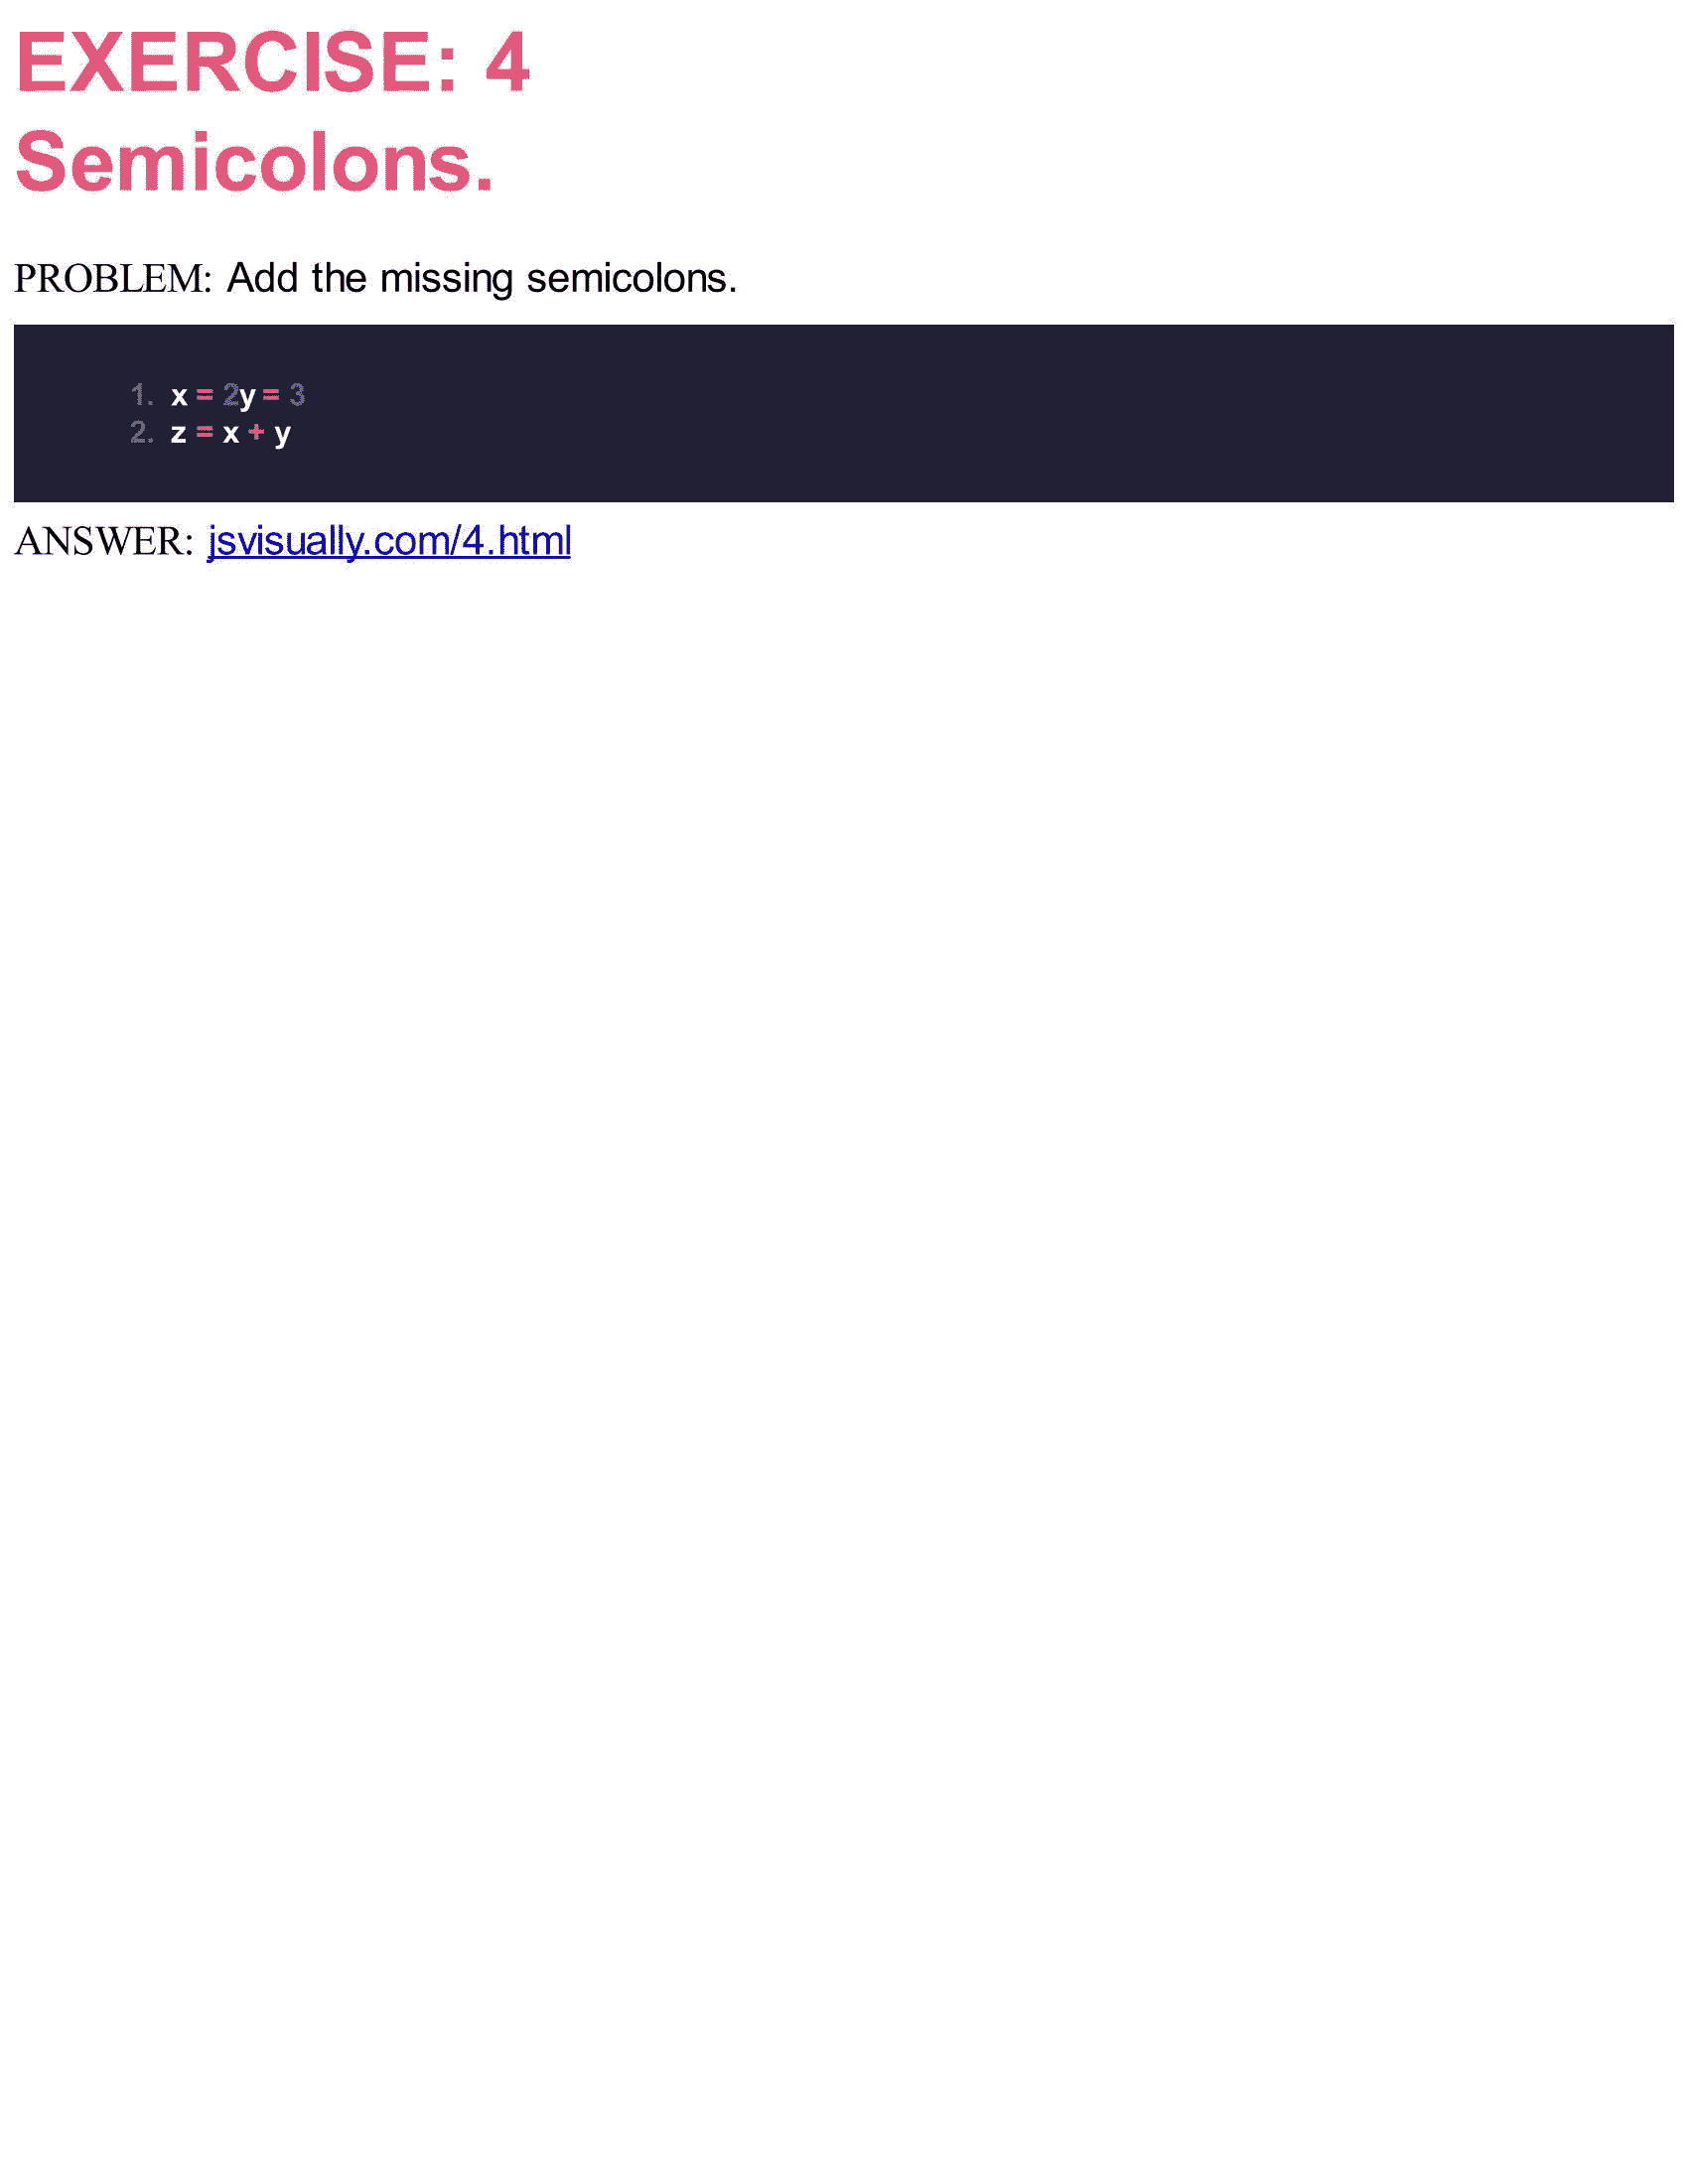 EXERCISE: 4
Semicolons.
PROBLEM: Add the missing semicolons.
1. x = 2y = 3
2. z = x + y
ANSWER: jsvisually.com/4.html